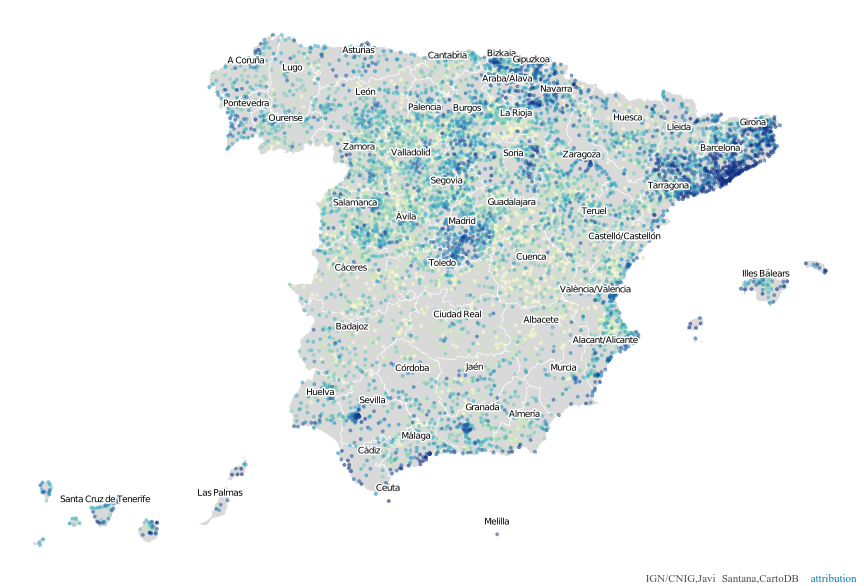 Asturias
Cantabria
Bizkaia
Gipuzkoa
A Coruña
Lugo
Araba/Alava
León
Navarra
Pontevedra
Palencia
Burgos
La Rioja
Ourense
Huesca
Lleida
Girona
Zamora
Valladolid
Soria
Zaragoza
Barcelona
Segovia
Tarragona
Salamanca
Guadalajara
Ávila
Madrid
Teruel
Castelló/Castellón
Cuenca
Toledo
Cáceres
Illes Balears
València/Valencia
Ciudad Real
Albacete
Badajoz
Alacant/Alicante
Córdoba
Jaén
Murcia
Huelva
Sevilla
Granada
Almería
Málaga
Cádiz
Ceuta
Las Palmas
Santa Cruz de Tenerife
Melilla
IGN/CNIG,Javi Santana,CartoDB attribution